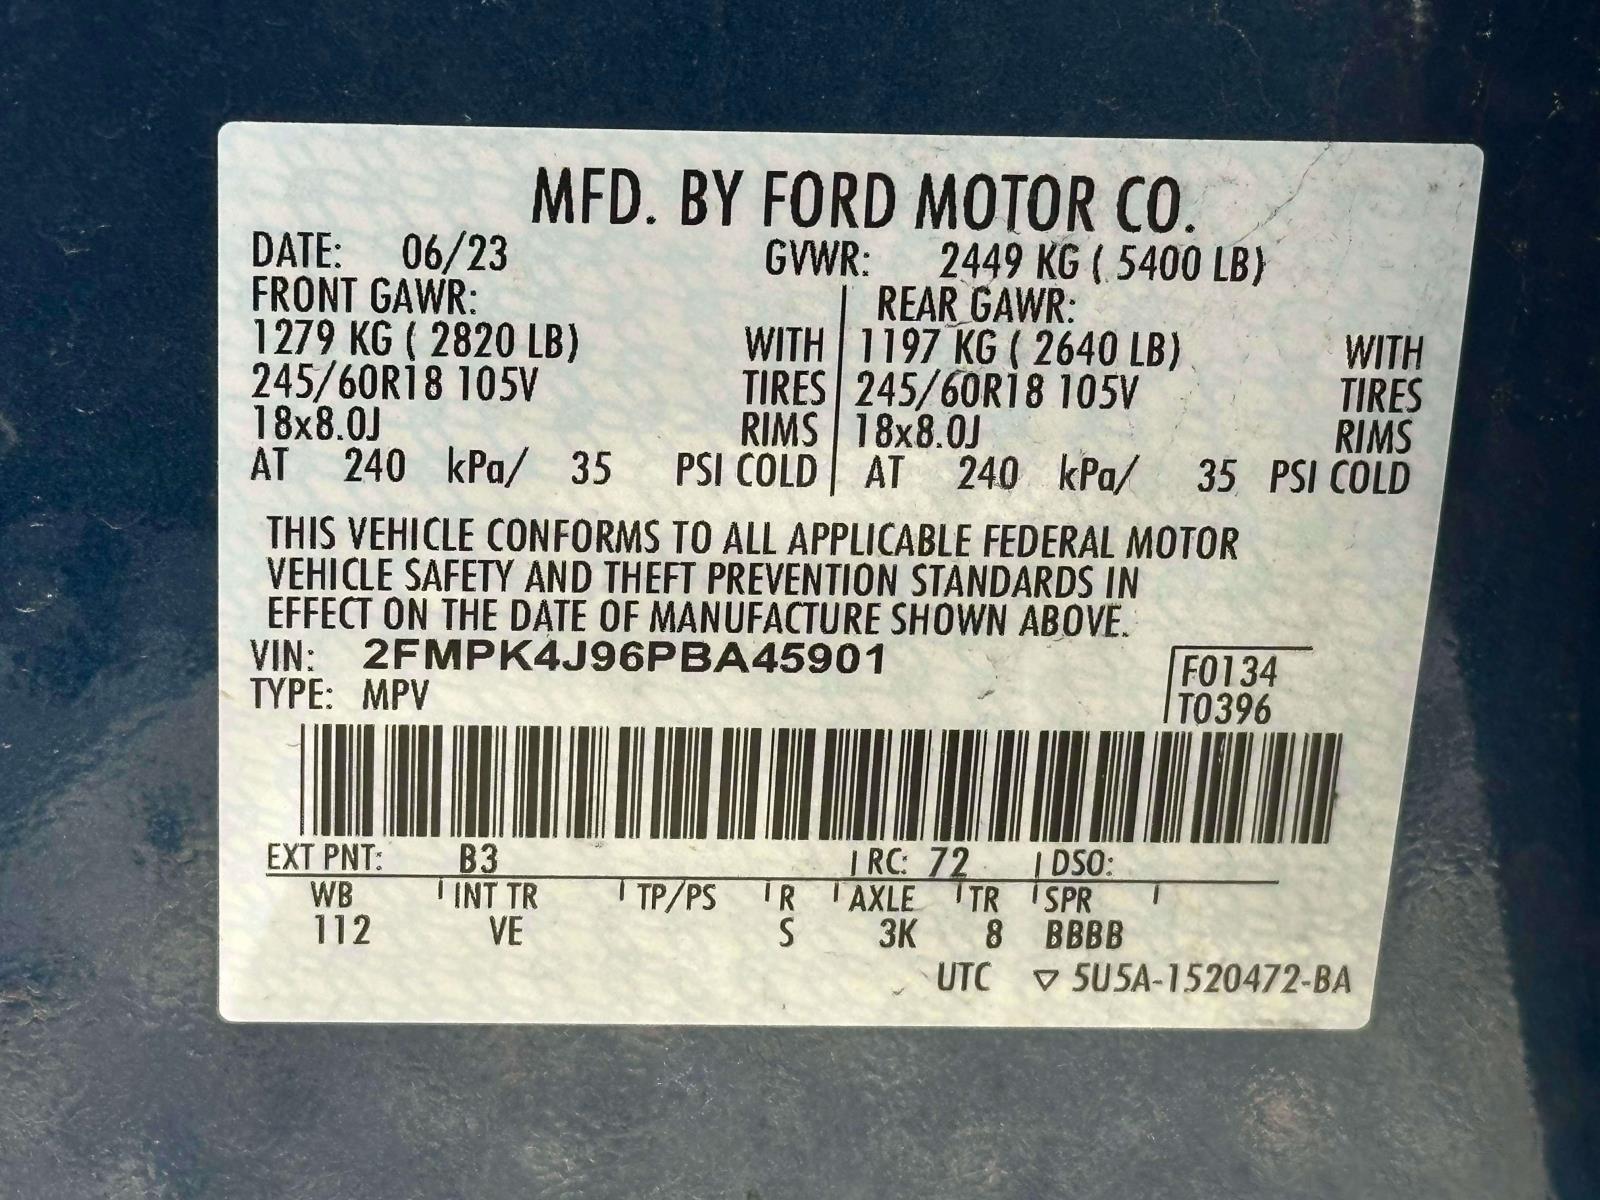 MFD. BY FORD MOTOR CO.
DATE: 06/23 GVWR: 2449 KG ( 5400 LB)
FRONT GAWR: REAR GAWR:
1279 KG ( 2820 LB) WITH 1197 KG ( 2640 LB) WITH
245/60R18 105V TIRES 245/60R18 105V TIRES
18x8.0J RIMS 18x8.0J RIMS
AT 240 kPa/ 35 PSI COLD AT 240 kPa/ 35 PSI COLD
THIS VEHICLE CONFORMS TO ALL APPLICABLE FEDERAL MOTOR
VEHICLE SAFETY AND THEFT PREVENTION STANDARDS IN
EFFECT ON THE DATE OF MANUFACTURE SHOWN ABOVE.
VIN: 2FMPK4J96PBA45901
TYPE: MPV
F0134
T0396
EXT PNT: B3 RC: 72 DSO:
WB INT TR TP/PS R AXLE TR SPR
112 VE S 3K 8 BBBB
UTC ▽ 5U5A-1520472-BA